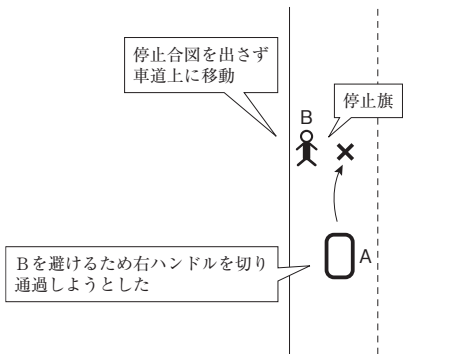 停止合図を出さず
車道上に移動
停止旗
B
A
Bを避けるため右ハンドルを切り
通過しようとした